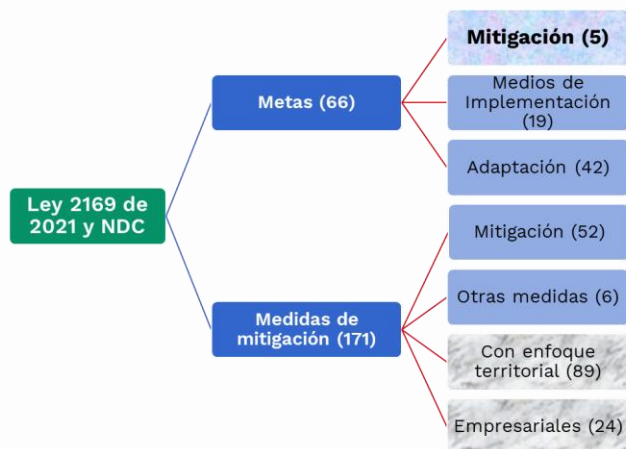 Mitigación (5)
Metas (66)
Medios de
Implementación
(19)
Adaptación (42)
Ley 2169 de
2021 y NDC
Mitigación (52)
Otras medidas (6)
Medidas de
mitigación (171)
Con enfoque
territorial (89)
Empresariales (24)